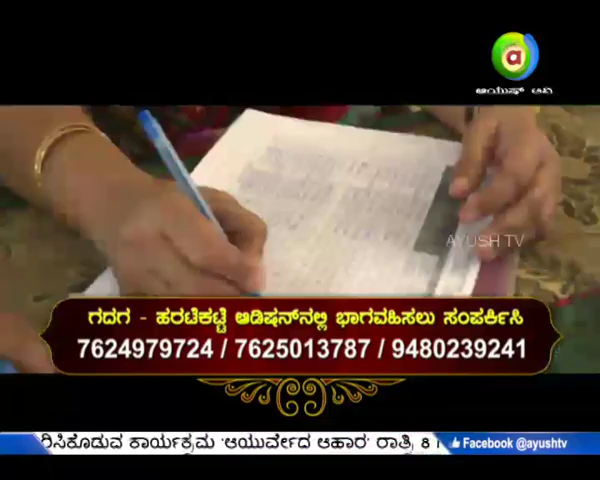 a
ಆಯುಷ್ ಟಿವಿ
AYUSH TV
ಗದಗ - ಹರಟೆಕಟ್ಟೆ ಆಡಿಷನ್‌ನಲ್ಲಿ ಭಾಗವಹಿಸಲು ಸಂಪರ್ಕಿಸಿ
7624979724 / 7625013787 / 9480239241
ರಿಸಿಕೊಡುವ ಕಾರ್ಯಕ್ರಮ 'ಆಯುರ್ವೇದ ಆಹಾರ' ರಾತ್ರಿ 8 Facebook @ayushtv